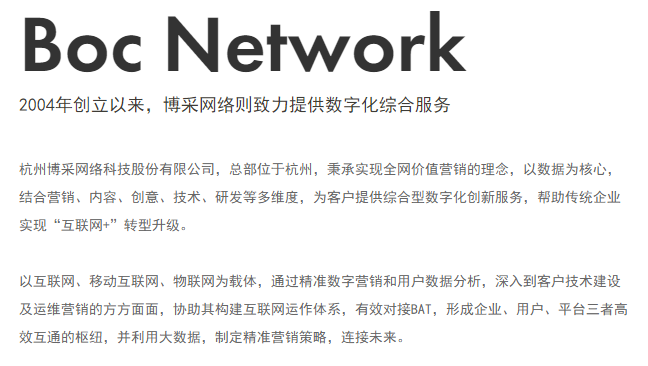 Boc Network
2004年创立以来，博采网络则致力提供数字化综合服务
杭州博采网络科技股份有限公司，总部位于杭州，秉承实现全网价值营销的理念，以数据为核心，
结合营销、内容、创意、技术、研发等多维度，为客户提供综合型数字化创新服务，帮助传统企业
实现“互联网+”转型升级。
以互联网、移动互联网、物联网为载体，通过精准数字营销和用户数据分析，深入到客户技术建设
及运维营销的方方面面，协助其构建互联网运作体系，有效对接BAT，形成企业、用户、平台三者高
效互通的枢纽，并利用大数据，制定精准营销策略，连接未来。